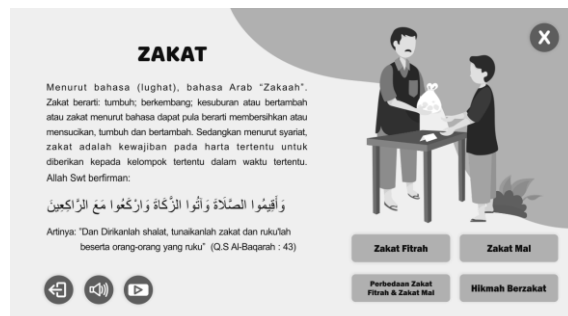 ZAKAT
Menurut bahasa (lughat), bahasa Arab “Zakaah”.
Zakat berarti: tumbuh; berkembang; kesuburan atau bertambah
atau zakat menurut bahasa dapat pula berarti membersihkan atau
mensucikan, tumbuh dan bertambah. Sedangkan menurut syariat,
zakat adalah kewajiban pada harta tertentu untuk
diberikan kepada kelompok tertentu dalam waktu tertentu.
Allah Swt berfirman:
وَأَقِيْمُوا الصَّلَاةَ وَآتُوا الزَّكَاةَ وَارْكَعُوا مَعَ الرَّاكِعِيْنَ
Artinya: ”Dan Dirikanlah shalat, tunaikanlah zakat dan ruku'lah
beserta orang-orang yang ruku” (Q.S Al-Baqarah : 43)
X
Zakat Fitrah
Zakat Mal
Perbedaan Zakat
Fitrah & Zakat Mal
Hikmah Berzakat